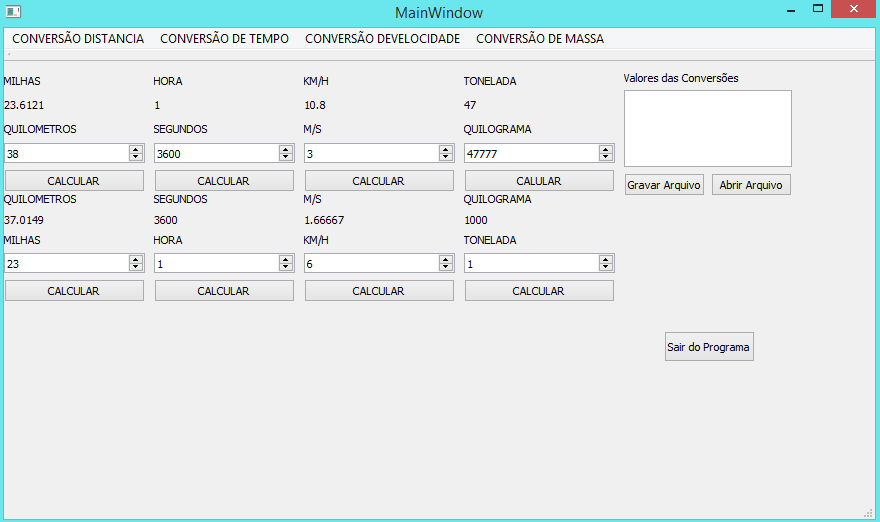 MainWindow
CONVERSÃO DISTANCIA CONVERSÃO DE TEMPO CONVERSÃO DEVELOCIDADE CONVERSÃO DE MASSA
MILHAS HORA KM/H TONELADA Valores das Conversões
23.6121 1 10.8 47
QUILOMETROS SEGUNDOS M/S QUILOGRAMA
38 3600 3 47777
CALCULAR CALCULAR CALCULAR CALULAR Gravar Arquivo Abrir Arquivo
QUILOMETROS SEGUNDOS M/S QUILOGRAMA
37.0149 3600 1.66667 1000
MILHAS HORA KM/H TONELADA
23 1 6 1
CALCULAR CALCULAR CALCULAR CALCULAR
Sair do Programa